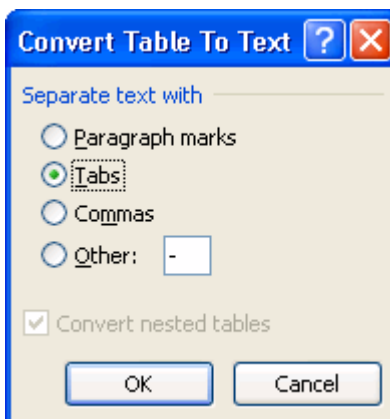 Convert Table To Text ?
Separate text with
Paragraph marks
Tabs
Commas
Other: -
Convert nested tables
OK Cancel